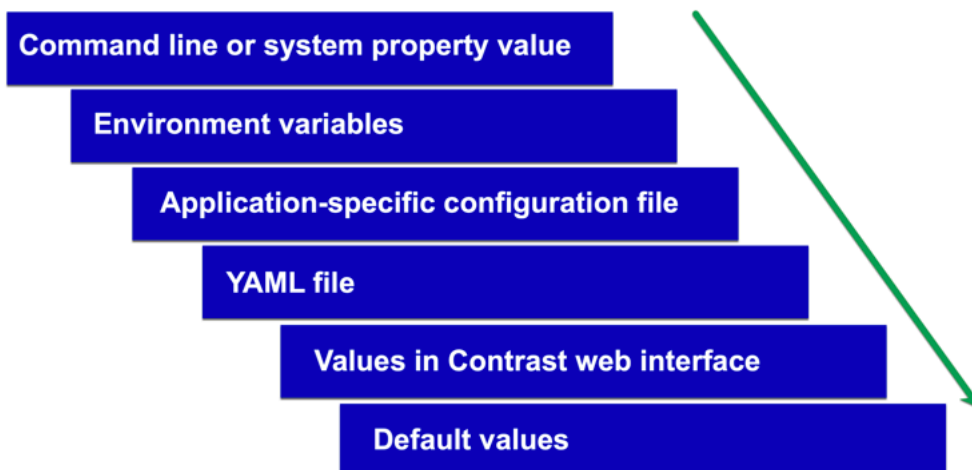 Command line or system property value
Environment variables
Application-specific configuration file
YAML file
Values in Contrast web interface
Default values